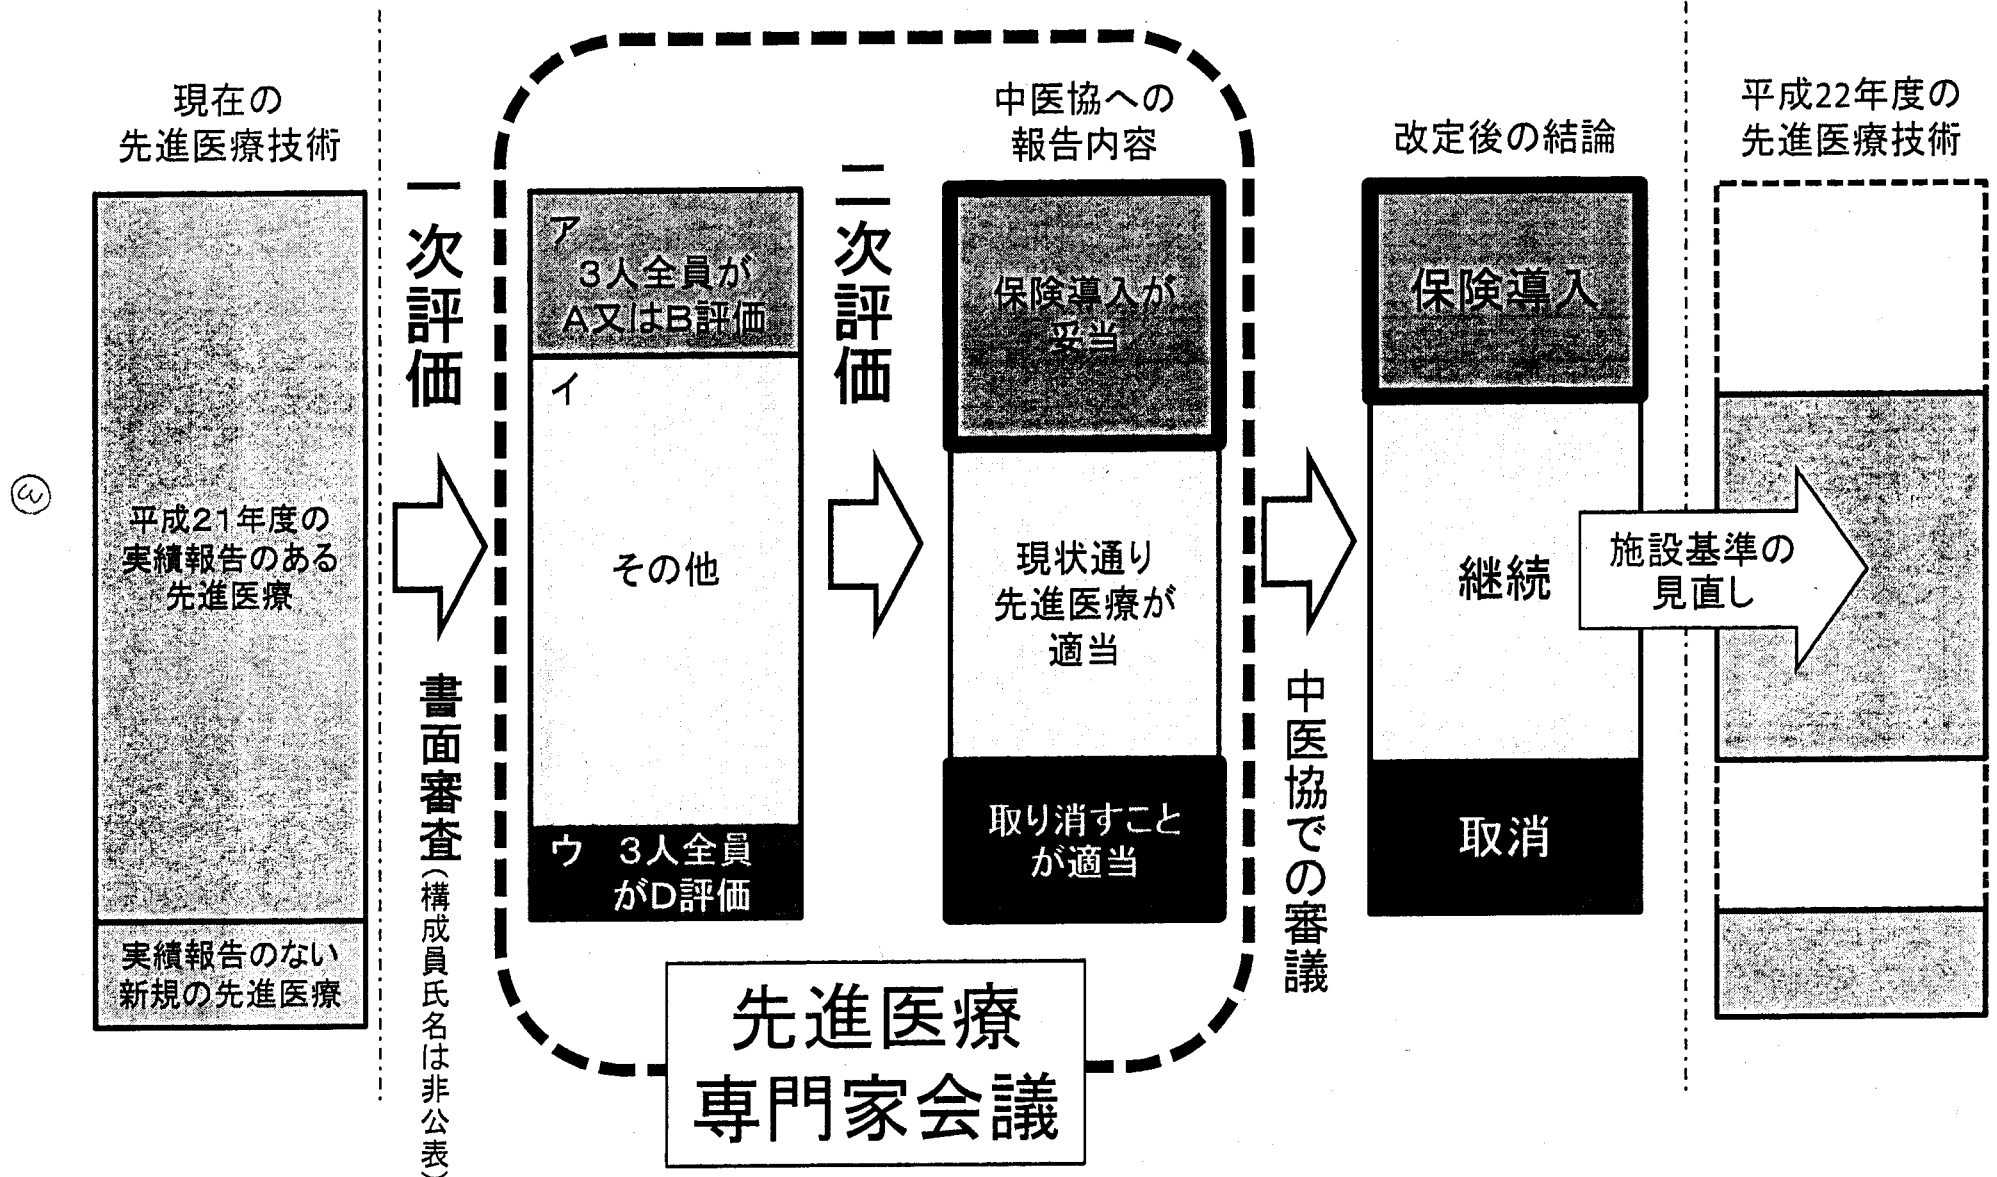 現在の
先進医療技術
平成21年度の
実績報告のある
先進医療
実績報告のない
新規の先進医療
一次評価
書面審査(構成員氏名は非公表)
ア
3人全員が
A又はB評価
イ
その他
ウ 3人全員
がD評価
二次評価
中医協への
報告内容
保険導入が
妥当
現状通り
先進医療が
適当
取り消すこと
が適当
先進医療
専門家会議
中医協での審議
改定後の結論
保険導入
継続
取消
施設基準の
見直し
平成22年度の
先進医療技術